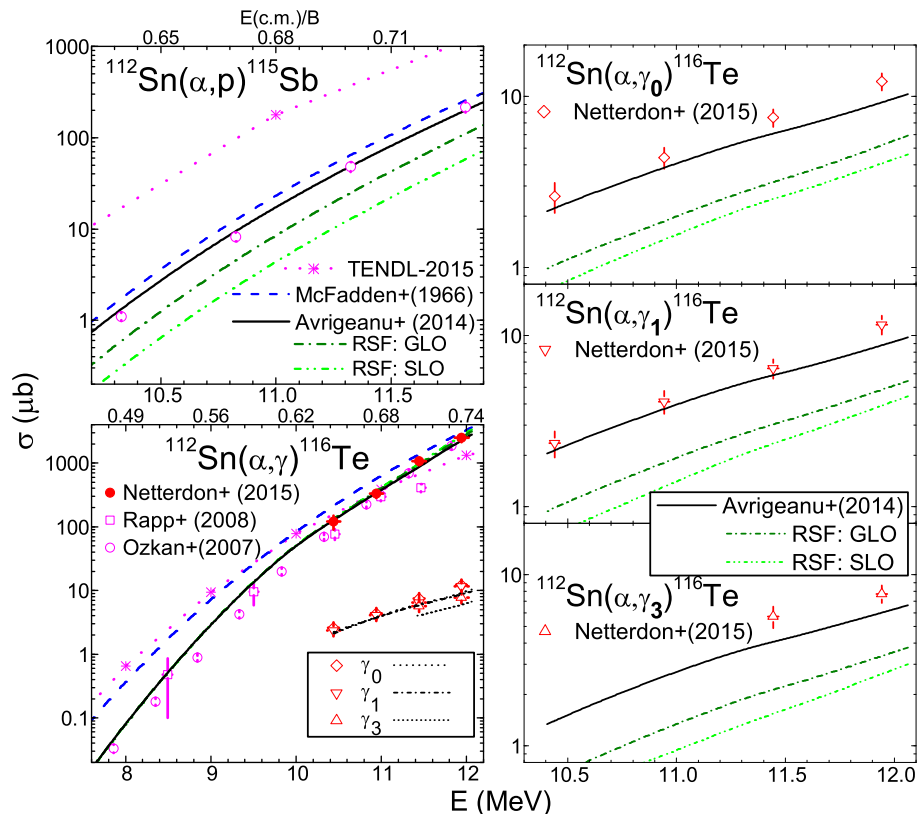 E(c.m.)/B
0.65 0.68 0.71
1000
100
10
1
¹¹²Sn(α,p)¹¹⁵Sb
TENDL-2015
McFadden+(1966)
Avrigeanu+ (2014)
RSF: GLO
RSF: SLO
10.5 11.0 11.5
σ (μb)
0.49 0.56 0.62 0.68 0.74
1000
100
10
1
0.1
¹¹²Sn(α,γ)¹¹⁶Te
Netterdon+ (2015)
Rapp+ (2008)
Ozkan+(2007)
γ₀
γ₁
γ₃
8 9 10 11 12
¹¹²Sn(α,γ₀)¹¹⁶Te
Netterdon+ (2015)
10
1
¹¹²Sn(α,γ₁)¹¹⁶Te
Netterdon+ (2015)
10
1
Avrigeanu+(2014)
RSF: GLO
RSF: SLO
¹¹²Sn(α,γ₃)¹¹⁶Te
Netterdon+(2015)
10
1
10.5 11.0 11.5 12.0
E (MeV)